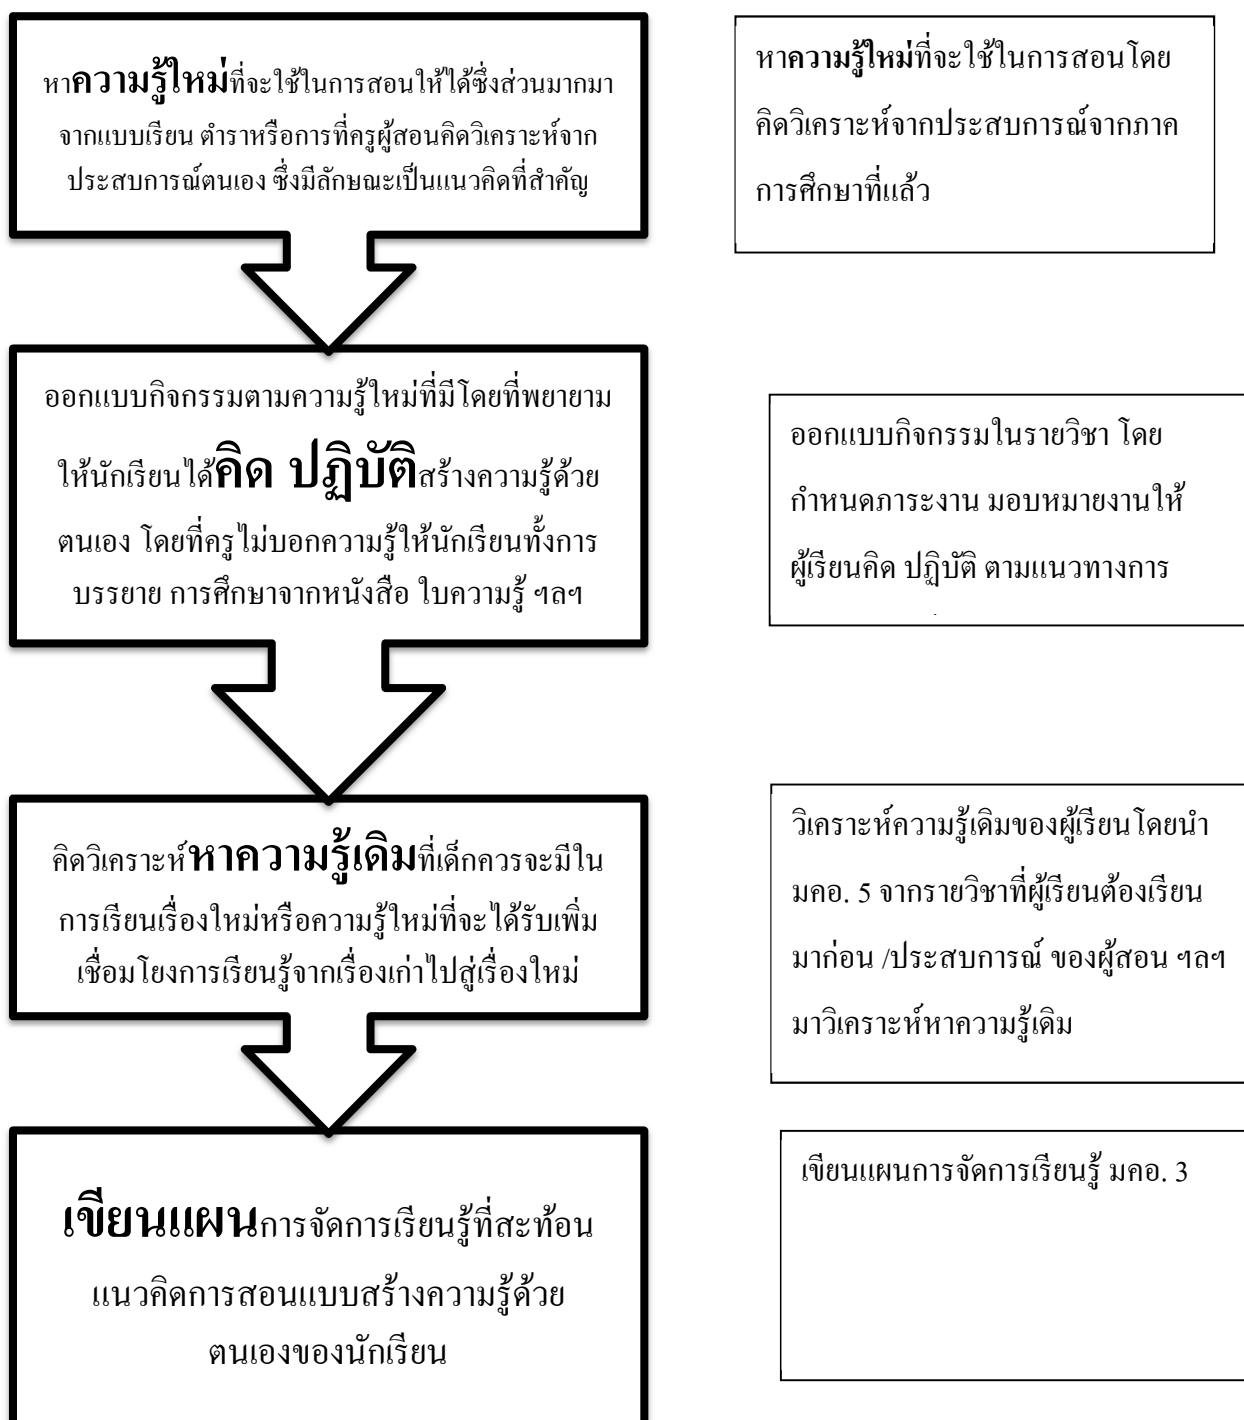 หาความรู้ใหม่ที่จะใช้ในการสอนให้ได้ซึ่งส่วนมากมา
จากแบบเรียน ตำราหรือการที่ครูผู้สอนคิดวิเคราะห์จาก
ประสบการณ์ตนเอง ซึ่งมีลักษณะเป็นแนวคิดที่สำคัญ
หาความรู้ใหม่ที่จะใช้ในการสอนโดย
คิดวิเคราะห์จากประสบการณ์จากภาค
การศึกษาที่แล้ว
ออกแบบกิจกรรมตามความรู้ใหม่ที่มีโดยที่พยายาม
ให้นักเรียนได้คิด ปฏิบัติสร้างความรู้ด้วย
ตนเอง โดยที่ครูไม่บอกความรู้ให้นักเรียนทั้งการ
บรรยาย การศึกษาจากหนังสือ ใบความรู้ ฯลฯ
ออกแบบกิจกรรมในรายวิชา โดย
กำหนดภาระงาน มอบหมายงานให้
ผู้เรียนคิด ปฏิบัติ ตามแนวทางการ
คิดวิเคราะห์หาความรู้เดิมที่เด็กควรจะมีใน
การเรียนเรื่องใหม่หรือความรู้ใหม่ที่จะได้รับเพิ่ม
เชื่อมโยงการเรียนรู้จากเรื่องเก่าไปสู่เรื่องใหม่
วิเคราะห์ความรู้เดิมของผู้เรียนโดยนำ
มคอ. 5 จากรายวิชาที่ผู้เรียนต้องเรียน
มาก่อน /ประสบการณ์ ของผู้สอน ฯลฯ
มาวิเคราะห์หาความรู้เดิม
เขียนแผนการจัดการเรียนรู้ที่สะท้อน
แนวคิดการสอนแบบสร้างความรู้ด้วย
ตนเองของนักเรียน
เขียนแผนการจัดการเรียนรู้ มคอ. 3